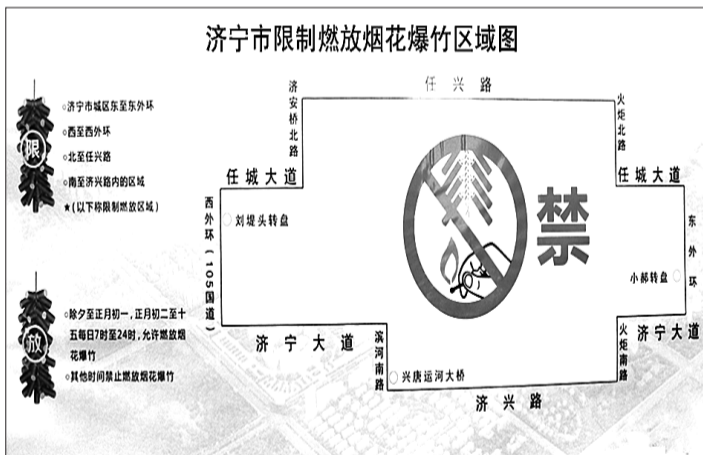 济宁市限制燃放烟花爆竹区域图
限
○济宁市城区东至东外环
○西至西外环
○北至任兴路
○南至济兴路内的区域
★(以下称限制燃放区域)
放
○除夕至正月初一，正月初二至十
五每日7时至24时，允许燃放烟
花爆竹
○其他时间禁止燃放烟花爆竹
任兴路
济安桥北路
火炬北路
任城大道
任城大道
西外环(105国道)
刘堤头转盘
禁
东外环
小郝转盘
济宁大道
滨河南路
兴唐运河大桥
火炬南路
济宁大道
济兴路